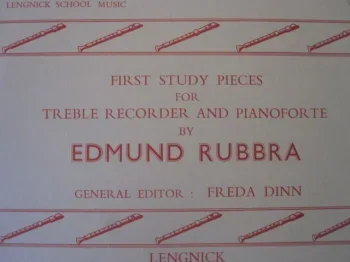 LENGNICK SCHOOL MUSIC
FIRST STUDY PIECES
FOR
TREBLE RECORDER AND PIANOFORTE
BY
EDMUND RUBBRA
GENERAL EDITOR : FREDA DINN
LENGNICK